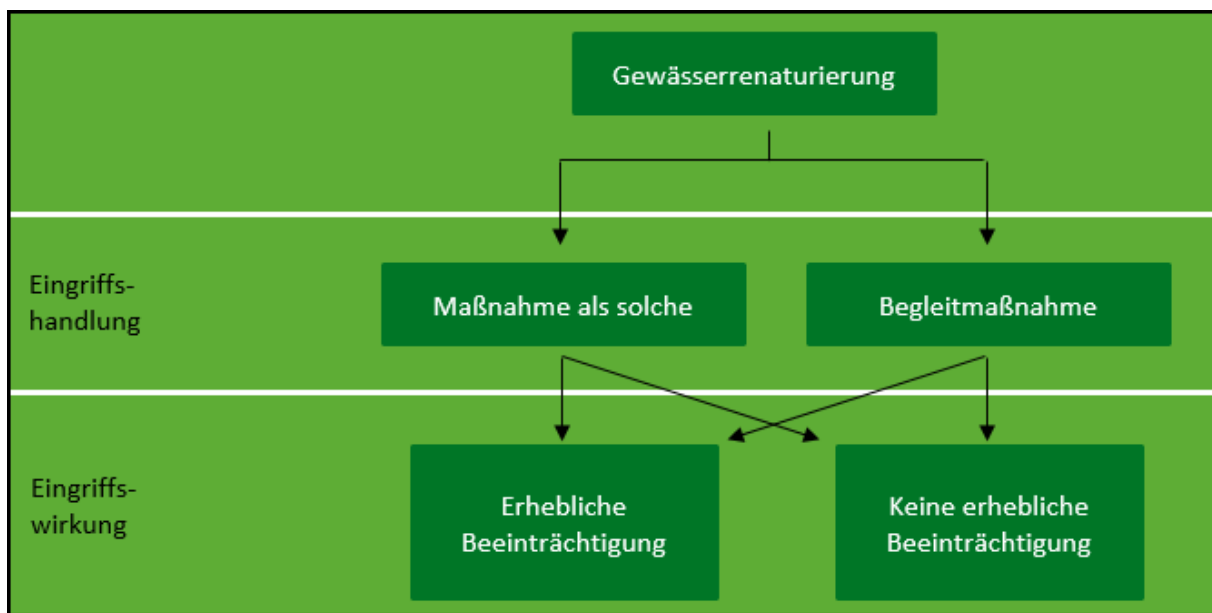 Gewässerrenaturierung
Eingriffs-
handlung
Maßnahme als solche
Begleitmaßnahme
Eingriffs-
wirkung
Erhebliche
Beeinträchtigung
Keine erhebliche
Beeinträchtigung